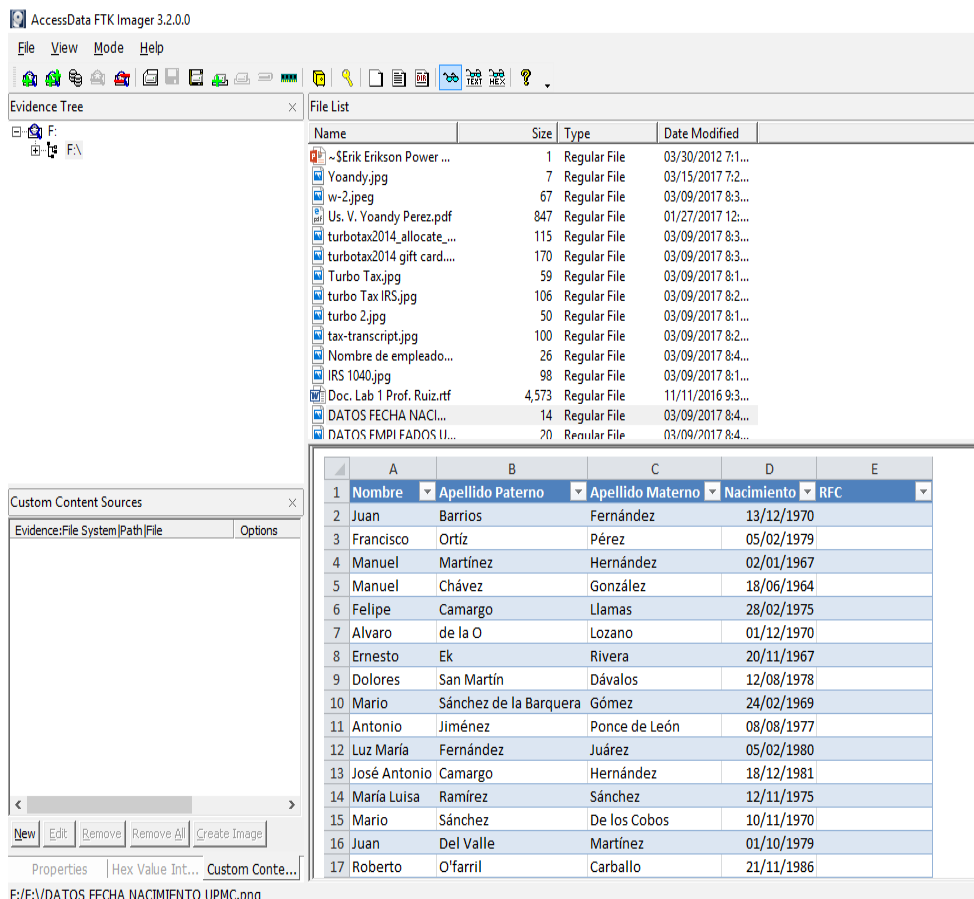 AccessData FTK Imager 3.2.0.0
File View Mode Help
Evidence Tree
F:
F:\
File List
Name Size Type Date Modified
~$Erik Erikson Power ... 1 Regular File 03/30/2012 7:1...
Yoandy.jpg 7 Regular File 03/15/2017 7:2...
w-2.jpeg 67 Regular File 03/09/2017 8:3...
Us. V. Yoandy Perez.pdf 847 Regular File 01/27/2017 12:...
turbotax2014_allocate_... 115 Regular File 03/09/2017 8:3...
turbotax2014 gift card.... 170 Regular File 03/09/2017 8:3...
Turbo Tax.jpg 59 Regular File 03/09/2017 8:1...
turbo Tax IRS.jpg 106 Regular File 03/09/2017 8:2...
turbo 2.jpg 50 Regular File 03/09/2017 8:1...
tax-transcript.jpg 100 Regular File 03/09/2017 8:2...
Nombre de empleado... 26 Regular File 03/09/2017 8:4...
IRS 1040.jpg 98 Regular File 03/09/2017 8:1...
Doc. Lab 1 Prof. Ruiz.rtf 4,573 Regular File 11/11/2016 9:3...
DATOS FECHA NACI... 14 Regular File 03/09/2017 8:4...
DATOS EMPLEADOS U... 20 Regular File 03/09/2017 8:4...
Custom Content Sources
Evidence:File System|Path|File Options
New Edit Remove Remove All Create Image
Properties Hex Value Int... Custom Conte...
A B C D E
1 Nombre Apellido Paterno Apellido Materno Nacimiento RFC
2 Juan Barrios Fernández 13/12/1970
3 Francisco Ortíz Pérez 05/02/1979
4 Manuel Martínez Hernández 02/01/1967
5 Manuel Chávez González 18/06/1964
6 Felipe Camargo Llamas 28/02/1975
7 Alvaro de la O Lozano 01/12/1970
8 Ernesto Ek Rivera 20/11/1967
9 Dolores San Martín Dávalos 12/08/1978
10 Mario Sánchez de la Barquera Gómez 24/02/1969
11 Antonio Jiménez Ponce de León 08/08/1977
12 Luz María Fernández Juárez 05/02/1980
13 José Antonio Camargo Hernández 18/12/1981
14 María Luisa Ramírez Sánchez 12/11/1975
15 Mario Sánchez De los Cobos 10/11/1970
16 Juan Del Valle Martínez 01/10/1979
17 Roberto O'farril Carballo 21/11/1986
F:/F:\/DATOS FECHA NACIMIENTO UPMC.png